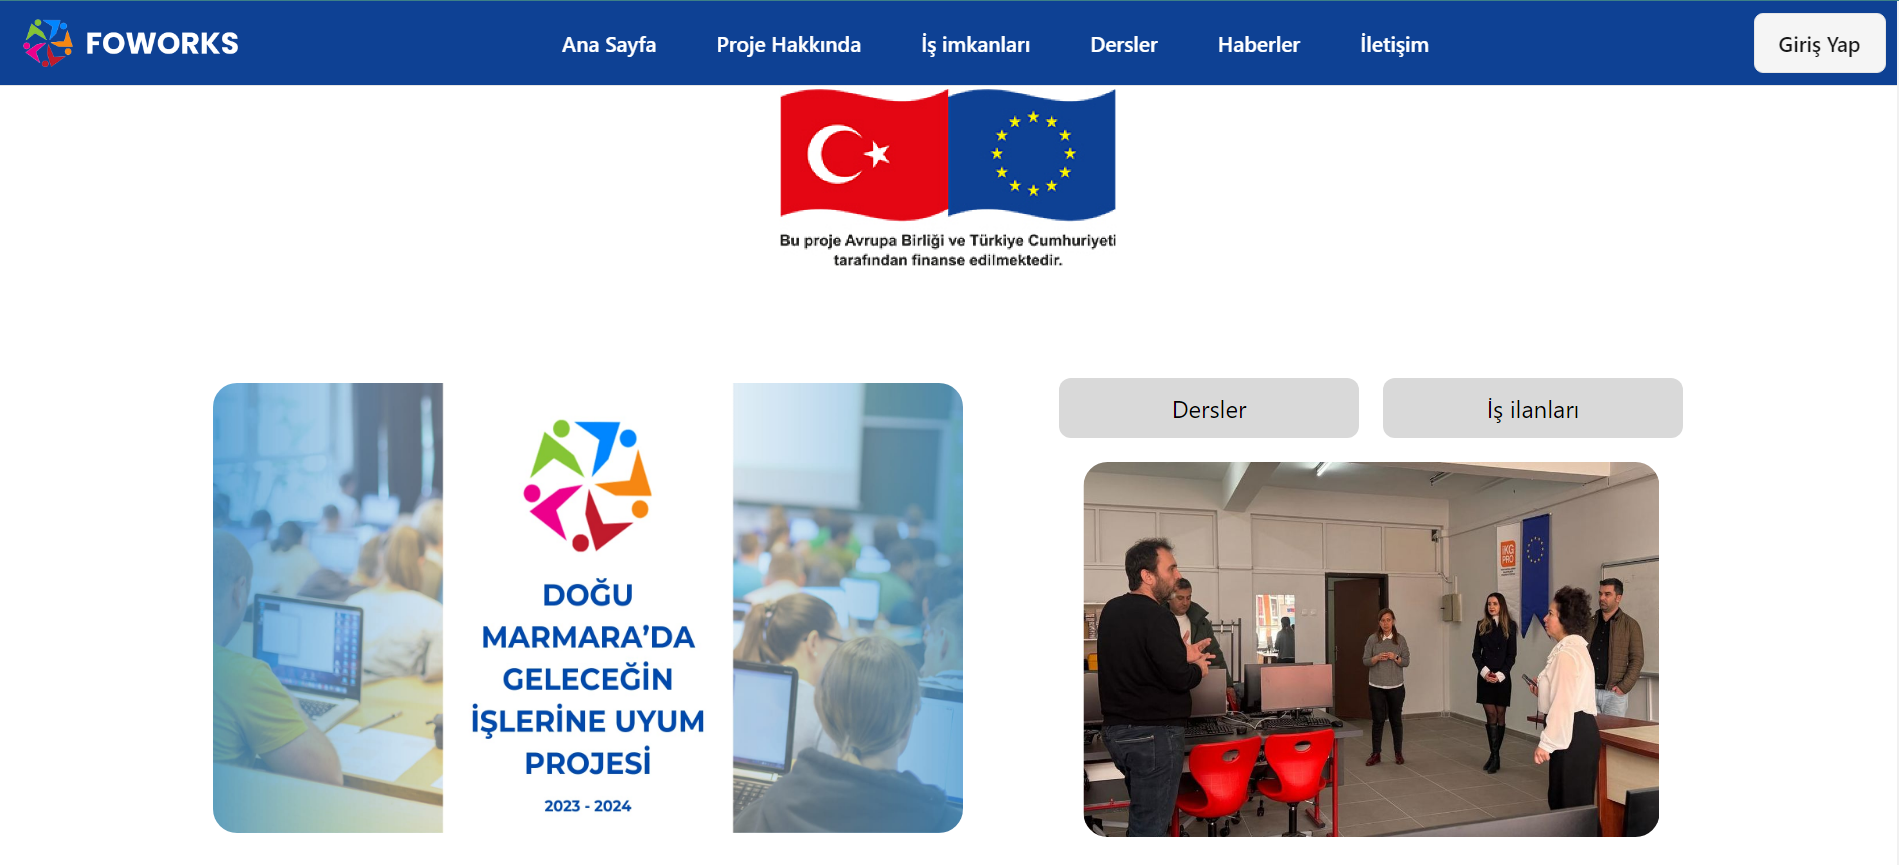 FOWORKS
Ana Sayfa
Proje Hakkında
İş imkanları
Dersler
Haberler
İletişim
Giriş Yap
Bu proje Avrupa Birliği ve Türkiye Cumhuriyeti
tarafından finanse edilmektedir.
DOĞU
MARMARA’DA
GELECEĞİN
İŞLERİNE UYUM
PROJESİ
2023 - 2024
Dersler
İş ilanları
İKG
PRO